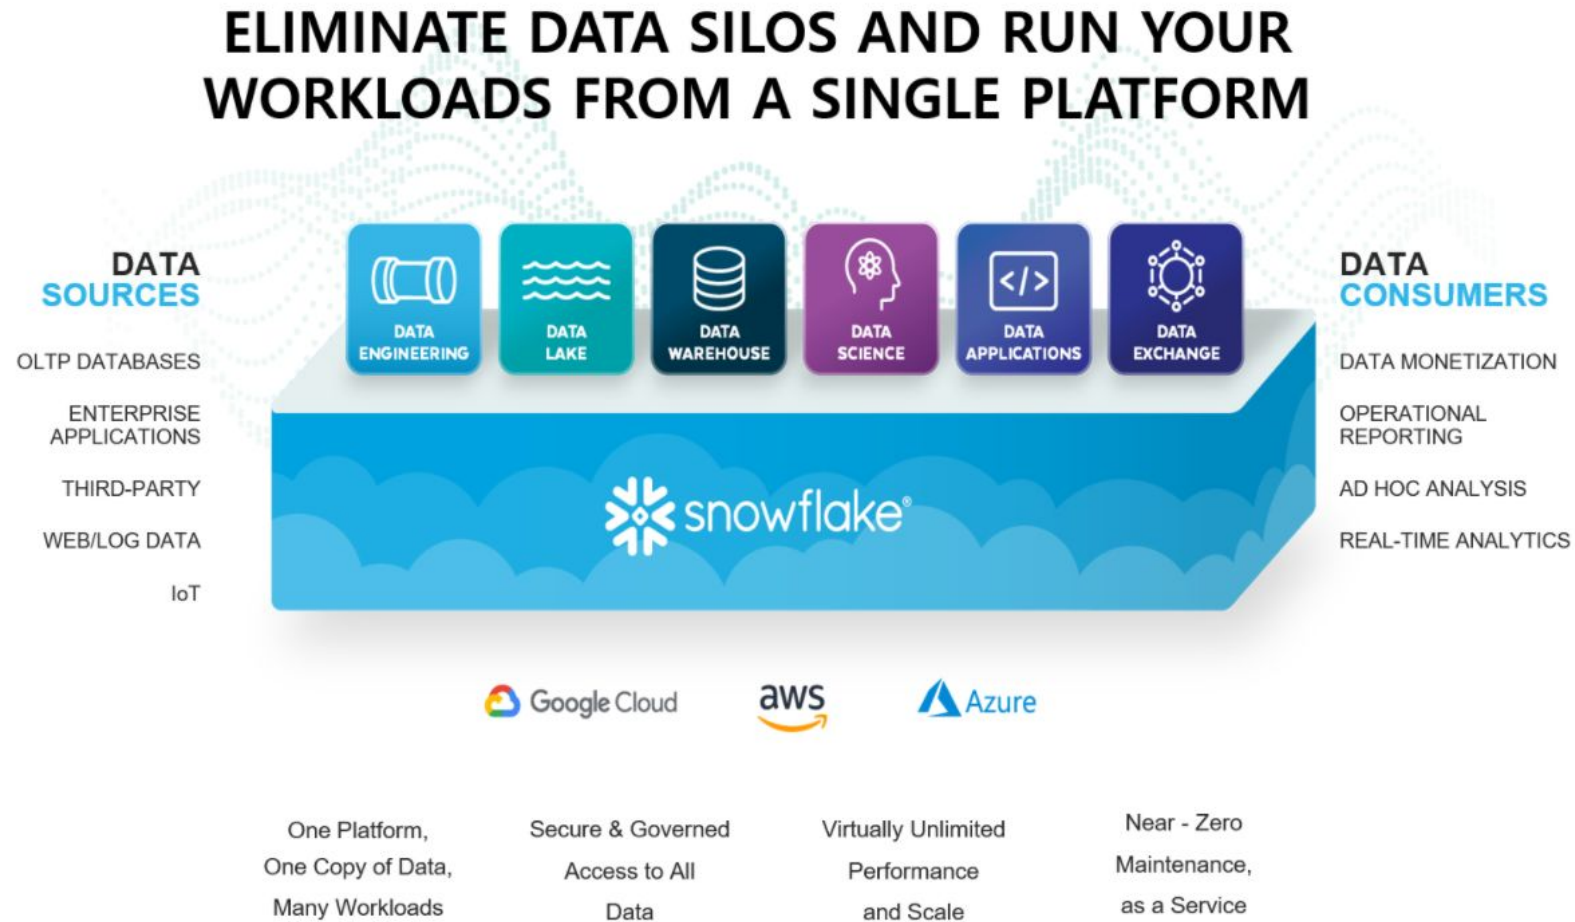 ELIMINATE DATA SILOS AND RUN YOUR
WORKLOADS FROM A SINGLE PLATFORM
DATA
SOURCES
OLTP DATABASES
ENTERPRISE
APPLICATIONS
THIRD-PARTY
WEB/LOG DATA
IoT
DATA
ENGINEERING
DATA
LAKE
DATA
WAREHOUSE
DATA
SCIENCE
</>
DATA
APPLICATIONS
DATA
EXCHANGE
snowflake®
DATA
CONSUMERS
DATA MONETIZATION
OPERATIONAL
REPORTING
AD HOC ANALYSIS
REAL-TIME ANALYTICS
Google Cloud
aws
Azure
One Platform,
One Copy of Data,
Many Workloads
Secure & Governed
Access to All
Data
Virtually Unlimited
Performance
and Scale
Near - Zero
Maintenance,
as a Service